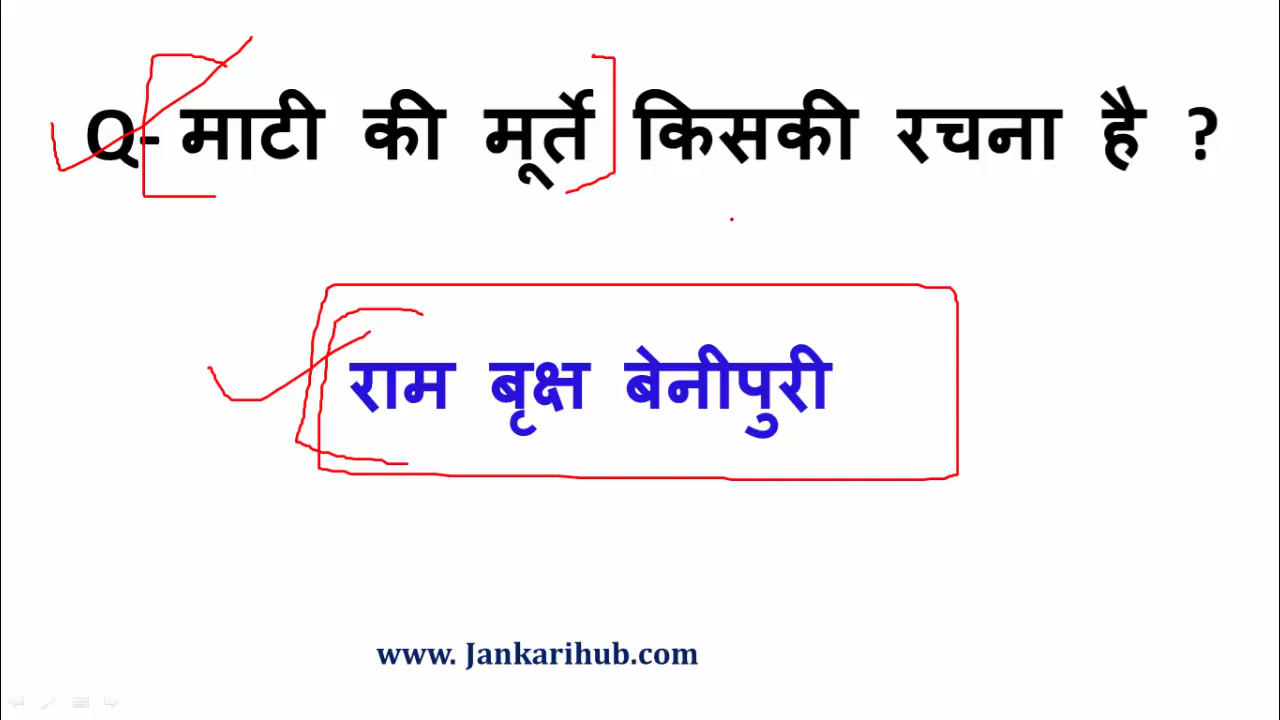 Q- माटी की मूर्ते किसकी रचना है ?
राम बृक्ष बेनीपुरी
www. Jankarihub.com